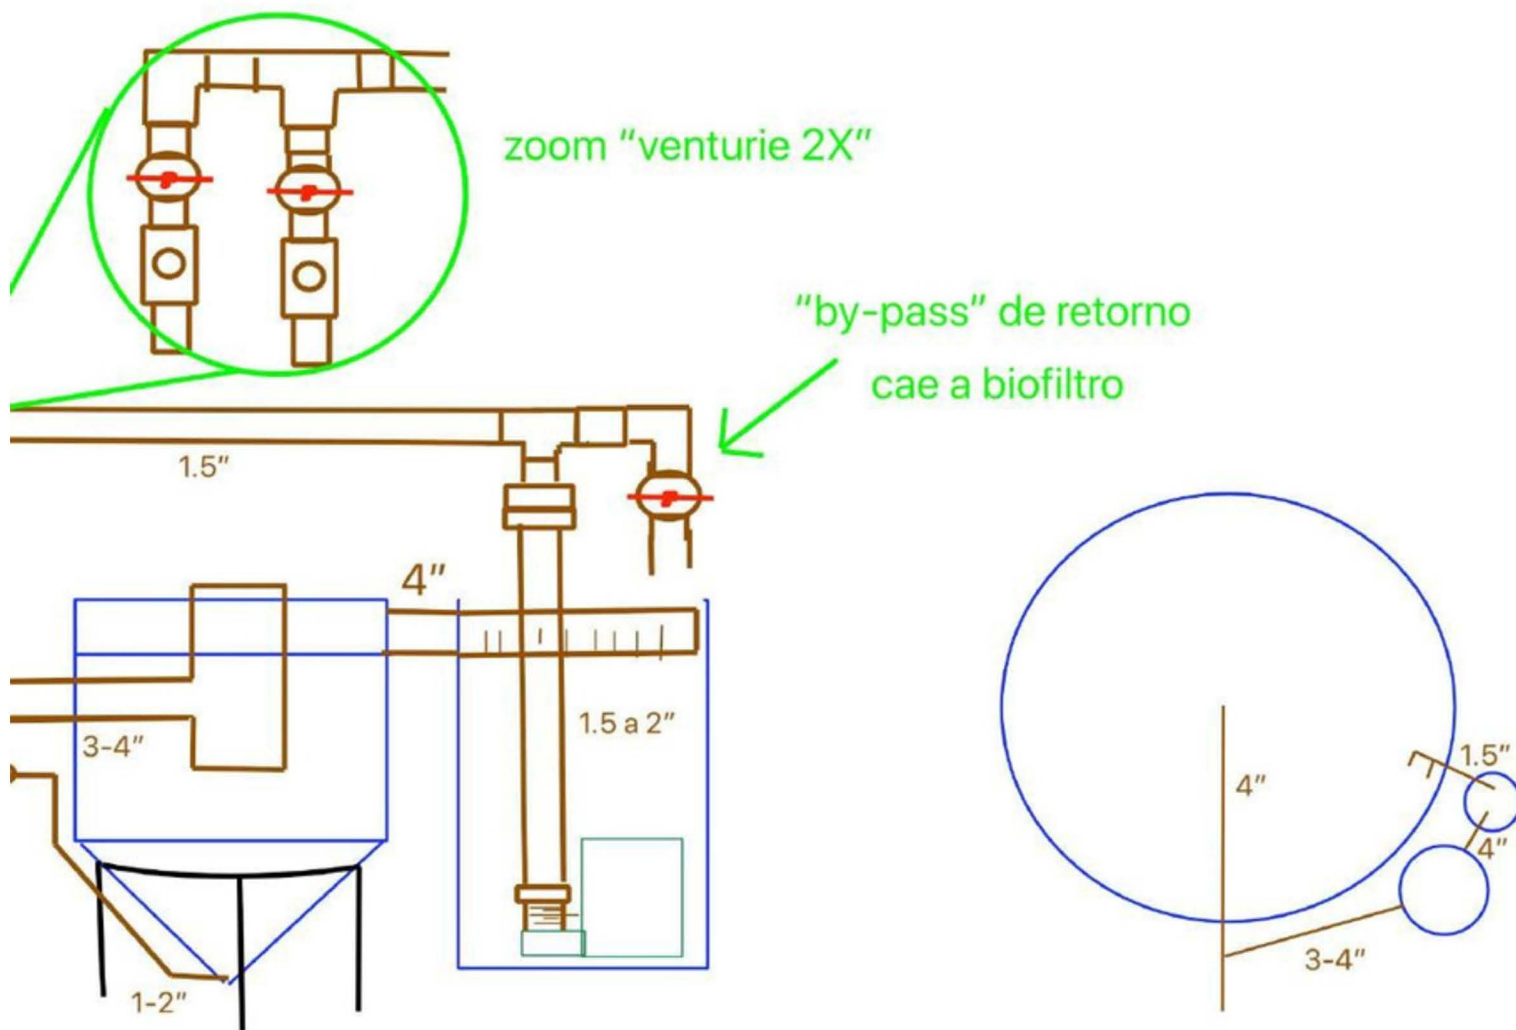 zoom “venturie 2X”
“by-pass” de retorno
cae a biofiltro
1.5”
4”
1.5 a 2”
3-4”
1-2”
4”
1.5”
4”
3-4”